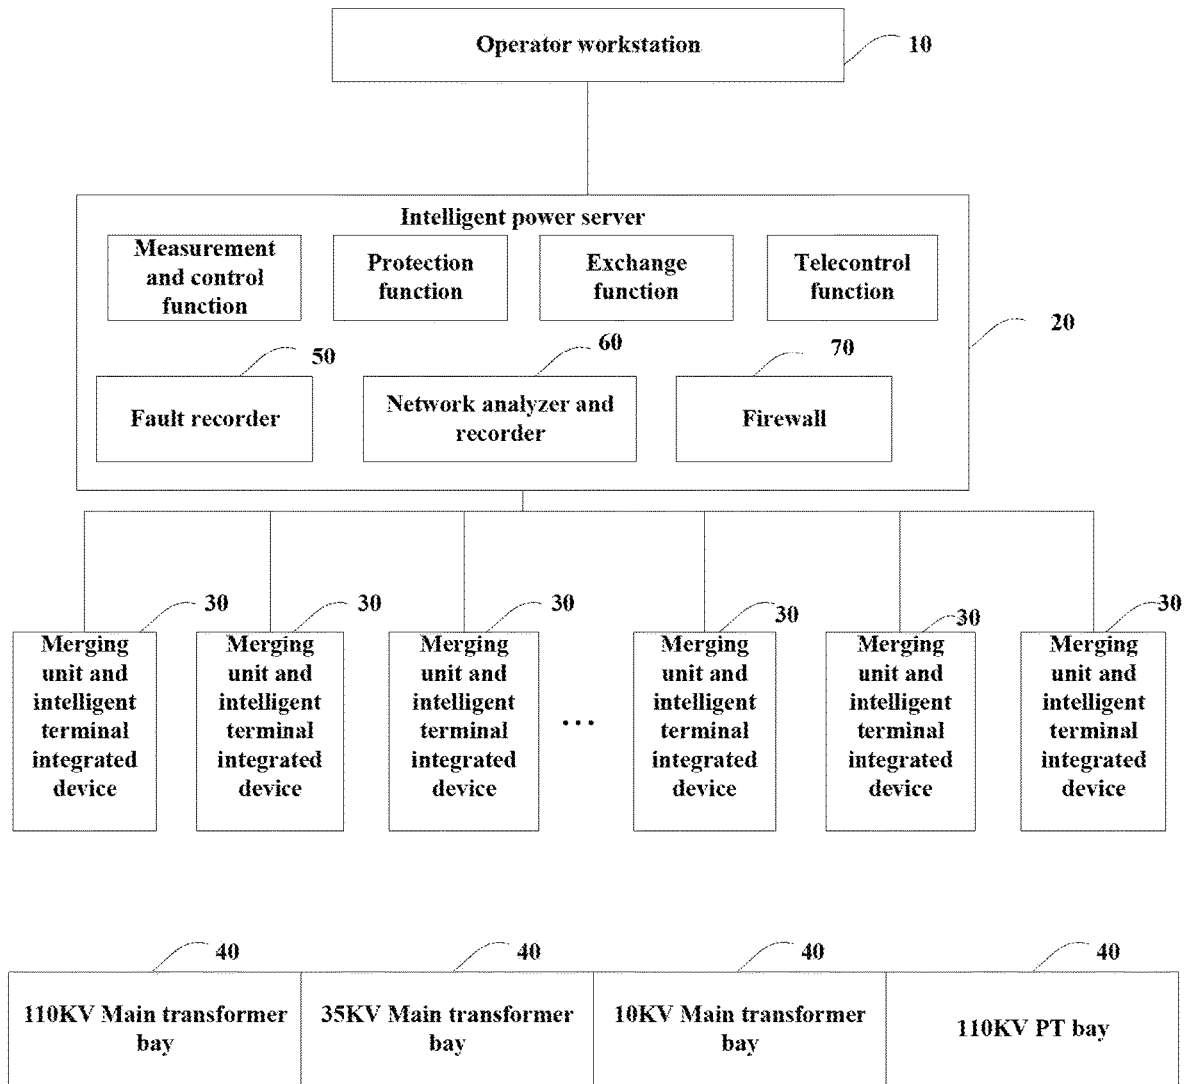 Operator workstation
10
Intelligent power server
Measurement
and control
function
Protection
function
Exchange
function
Telecontrol
function
20
50
60
70
Fault recorder
Network analyzer and
recorder
Firewall
30
30
30
30
30
30
Merging
unit and
intelligent
terminal
integrated
device
Merging
unit and
intelligent
terminal
integrated
device
Merging
unit and
intelligent
terminal
integrated
device
...
Merging
unit and
intelligent
terminal
integrated
device
Merging
unit and
intelligent
terminal
integrated
device
Merging
unit and
intelligent
terminal
integrated
device
40
40
40
40
110KV Main transformer
bay
35KV Main transformer
bay
10KV Main transformer
bay
110KV PT bay